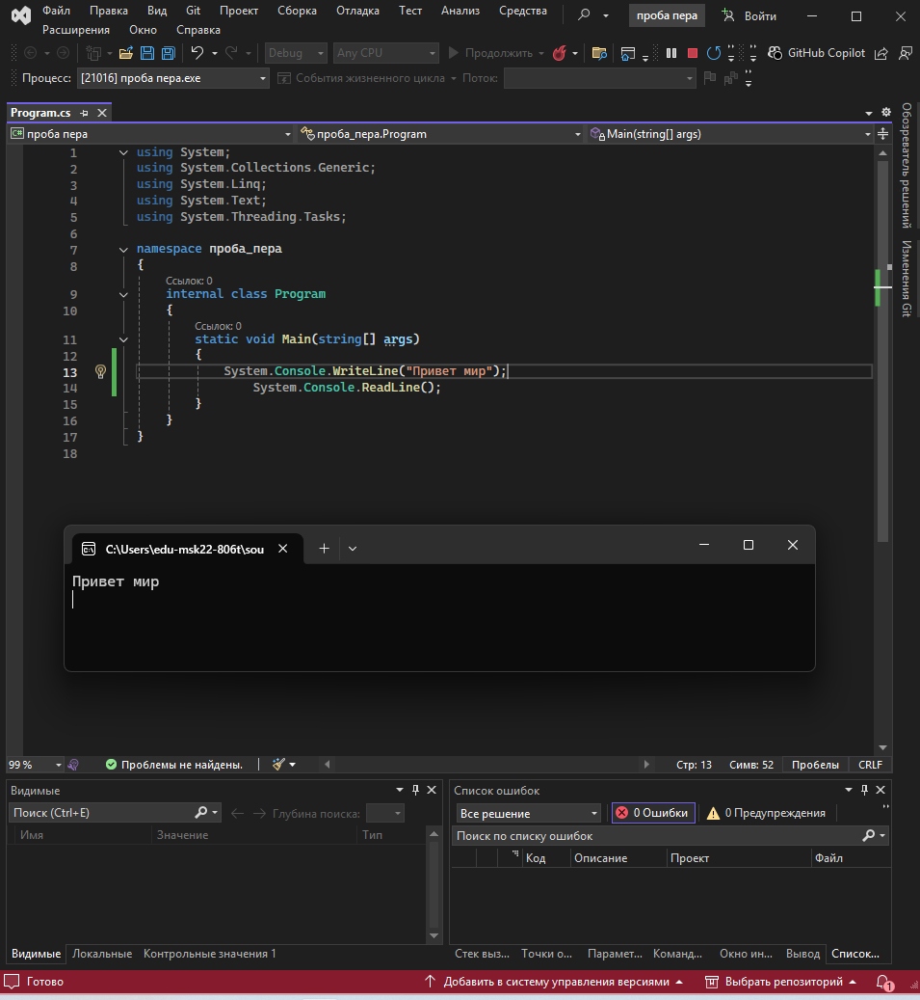 Файл Правка Вид Git Проект Сборка Отладка Тест Анализ Средства проба пера Войти
Расширения Окно Справка
Debug Any CPU Продолжить GitHub Copilot
Процесс: [21016] проба пера.exe События жизненного цикла Поток:
Program.cs
C# проба пера проба_пера.Program Main(string[] args)
1 using System;
2 using System.Collections.Generic;
3 using System.Linq;
4 using System.Text;
5 using System.Threading.Tasks;
6
7 namespace проба_пера
8 {
Ссылок: 0
9 internal class Program
10 {
Ссылок: 0
11 static void Main(string[] args)
12 {
13 System.Console.WriteLine("Привет мир");
14 System.Console.ReadLine();
15 }
16 }
17 }
18
Обозреватель решений
Изменения Git
C:\Users\edu-msk22-806t\sou
Привет мир
99 % Проблемы не найдены. Стр: 13 Симв: 52 Пробелы CRLF
Видимые
Поиск (Ctrl+E) Глубина поиска:
Имя Значение Тип
Видимые Локальные Контрольные значения 1
Список ошибок
Все решение 0 Ошибки 0 Предупреждения
Поиск по списку ошибок
Код Описание Проект Файл
Стек выз... Точки о... Парамет... Команд... Окно ин... Вывод Список...
Готово Добавить в систему управления версиями Выбрать репозиторий 1